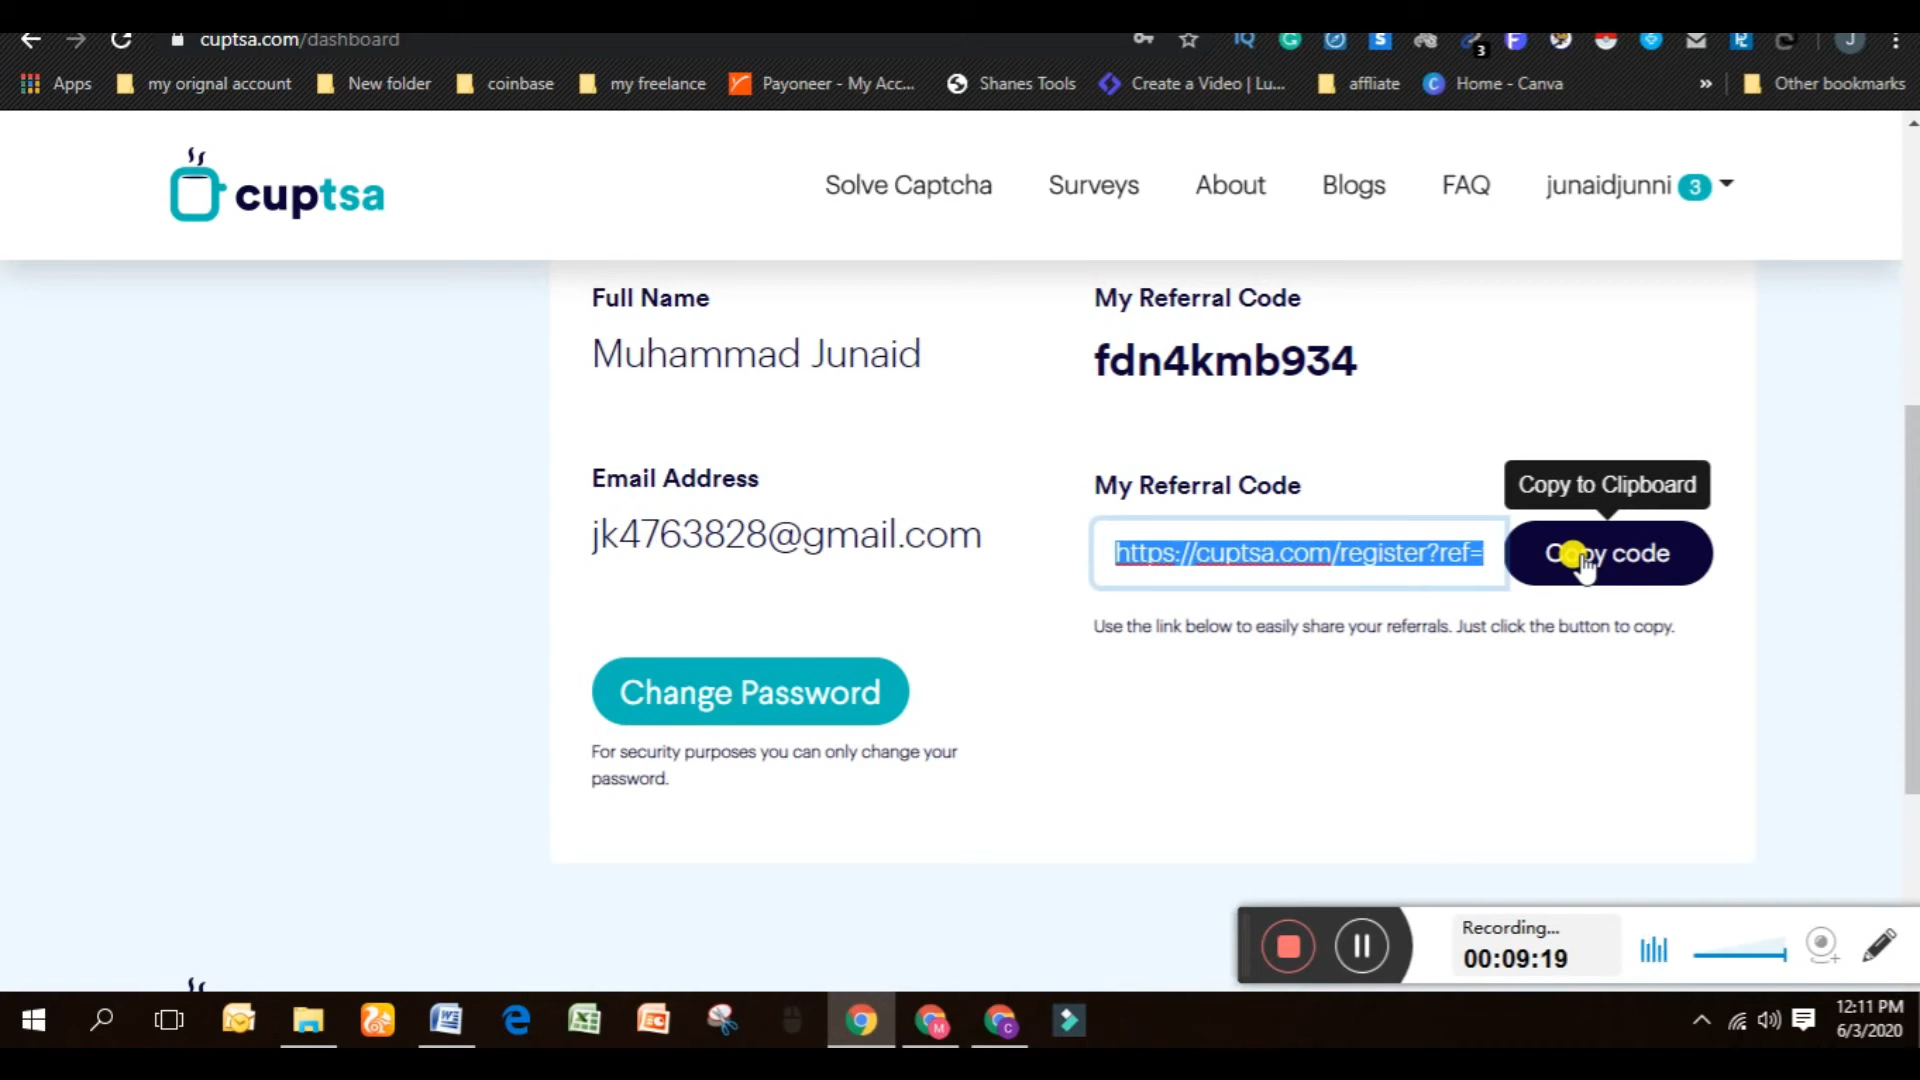 cuptsa.com/dashboard
IQ
3
J
Apps
my orignal account
New folder
coinbase
my freelance
Payoneer - My Acc...
Shanes Tools
Create a Video | Lu...
affliate
Home - Canva
»
Other bookmarks
cuptsa
Solve Captcha
Surveys
About
Blogs
FAQ
junaidjunni 3
Full Name
Muhammad Junaid
My Referral Code
fdn4kmb934
Email Address
jk4763828@gmail.com
My Referral Code
Copy to Clipboard
https://cuptsa.com/register?ref=
Copy code
Use the link below to easily share your referrals. Just click the button to copy.
Change Password
For security purposes you can only change your
password.
Recording...
00:09:19
12:11 PM
6/3/2020